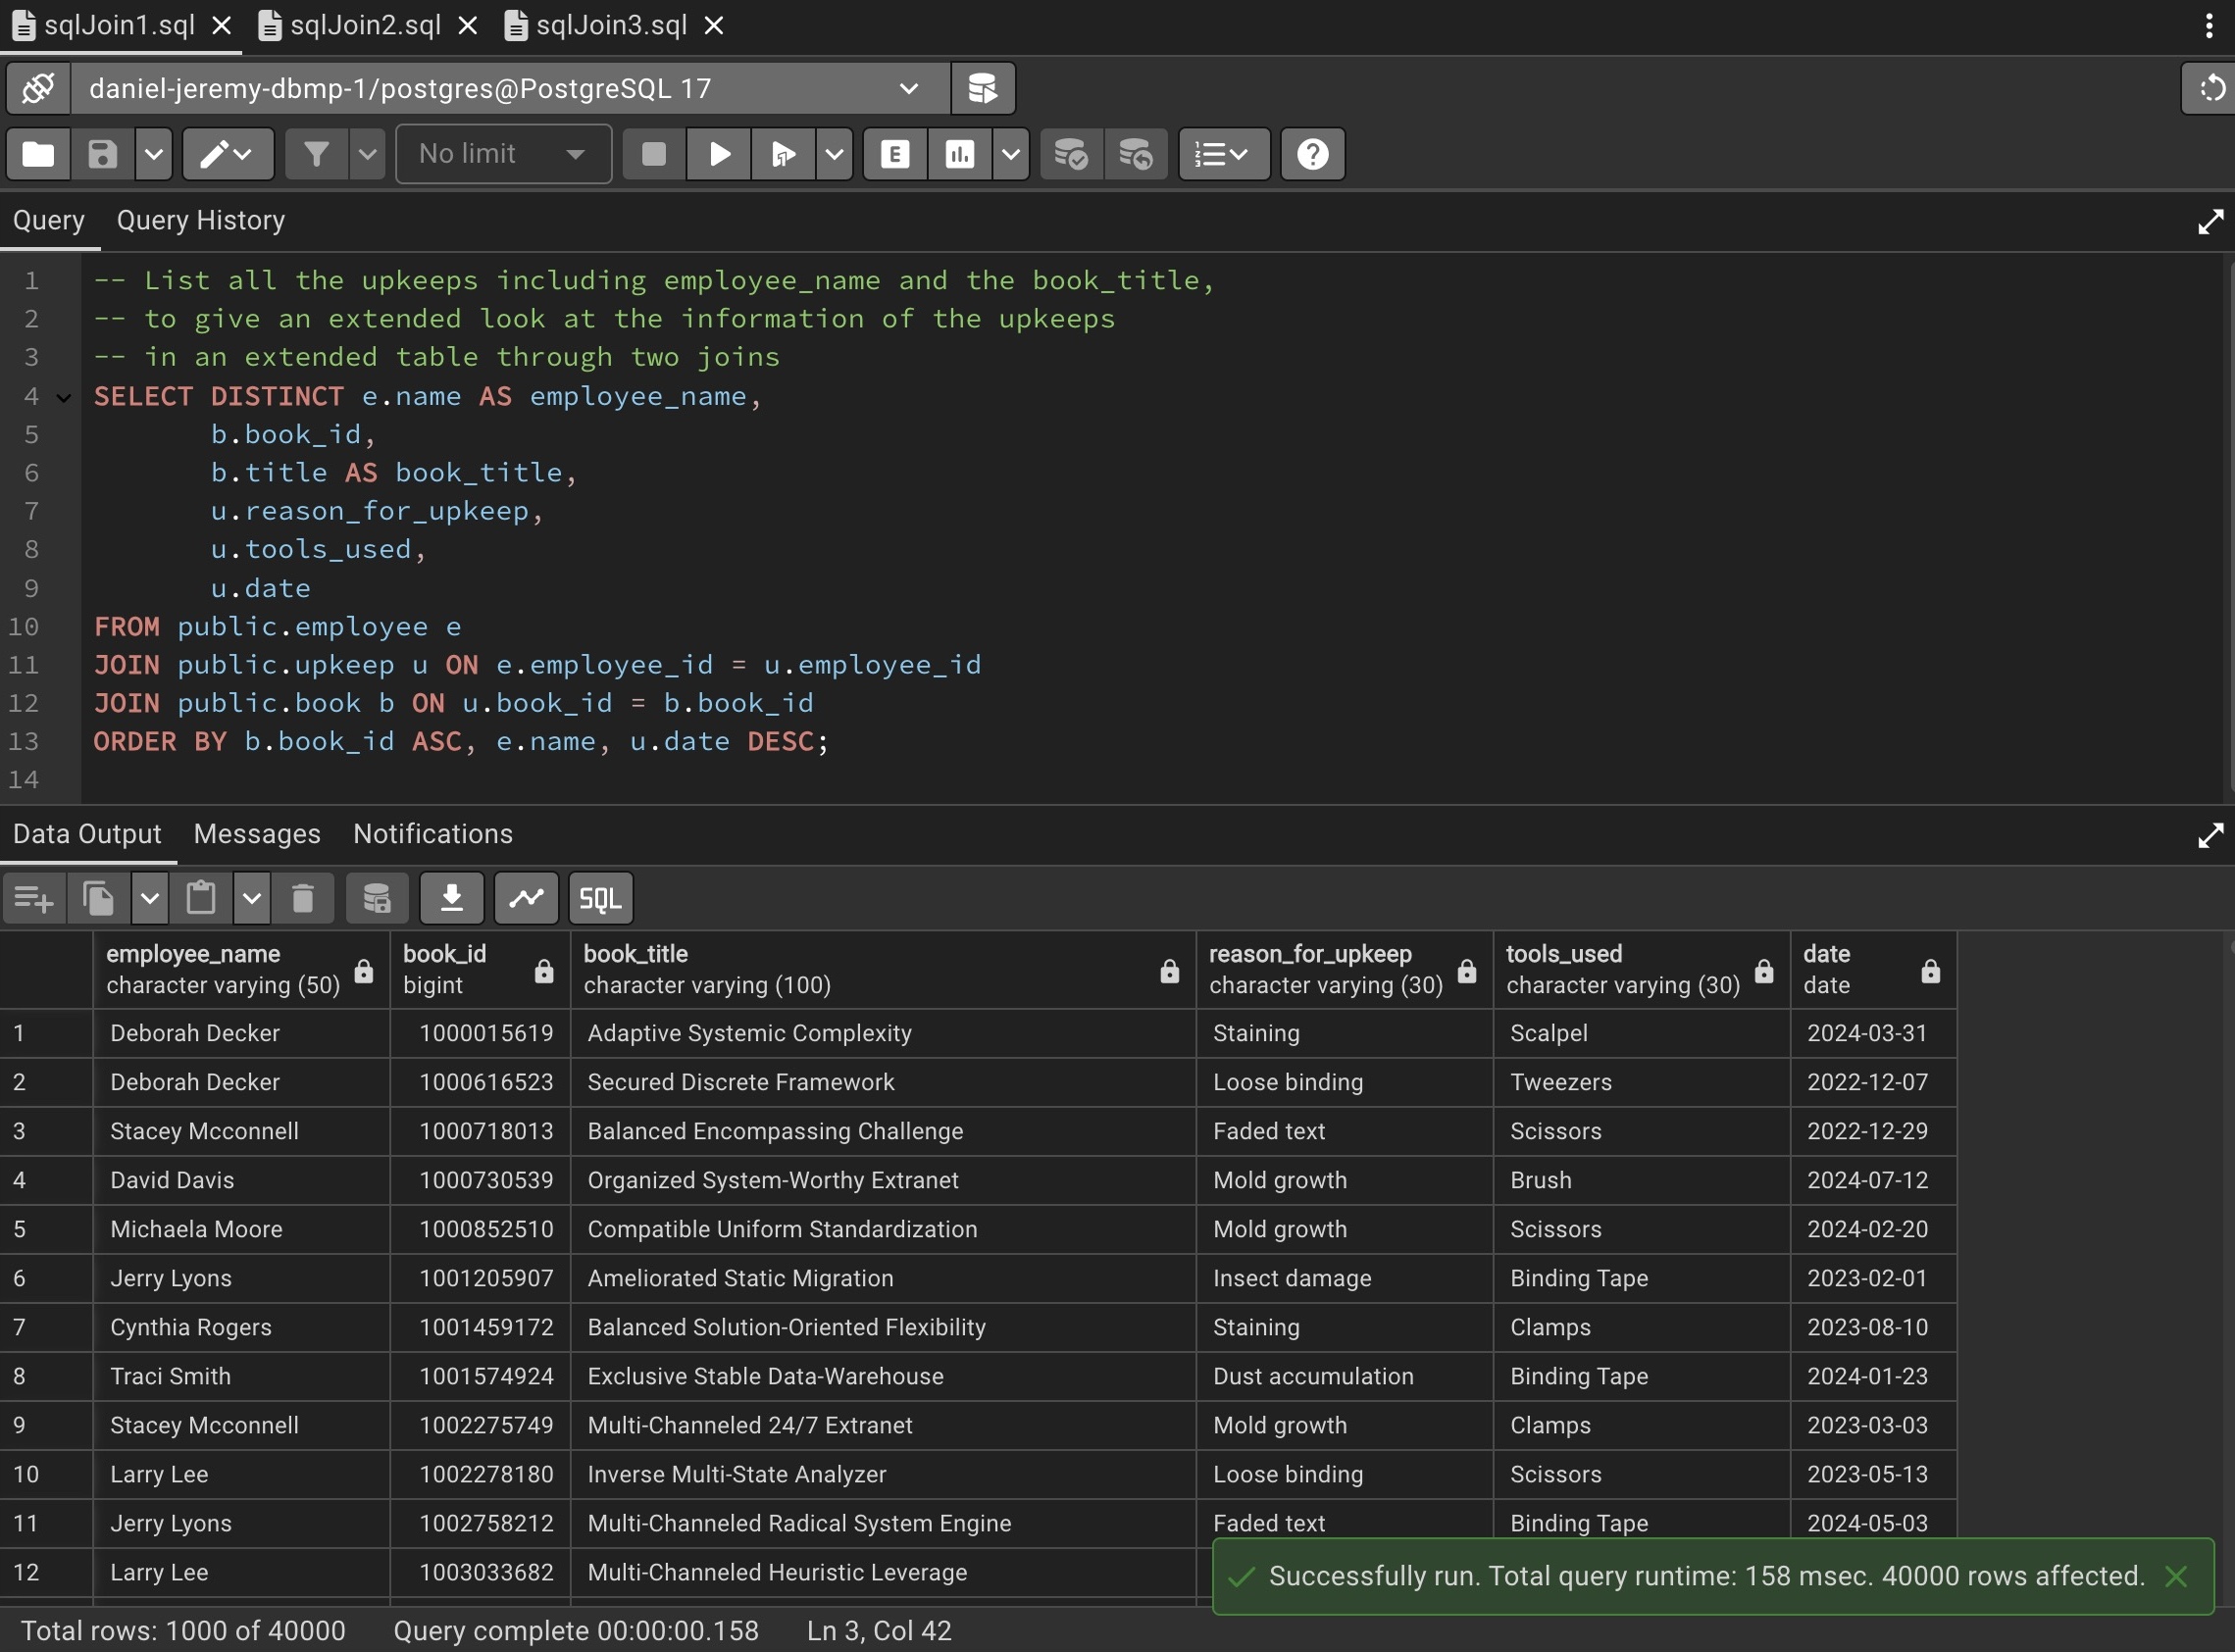 sqlJoin1.sql sqlJoin2.sql sqlJoin3.sql
daniel-jeremy-dbmp-1/postgres@PostgreSQL 17
No limit E ?
Query Query History
1 -- List all the upkeeps including employee_name and the book_title,
2 -- to give an extended look at the information of the upkeeps
3 -- in an extended table through two joins
4 SELECT DISTINCT e.name AS employee_name,
5 b.book_id,
6 b.title AS book_title,
7 u.reason_for_upkeep,
8 u.tools_used,
9 u.date
10 FROM public.employee e
11 JOIN public.upkeep u ON e.employee_id = u.employee_id
12 JOIN public.book b ON u.book_id = b.book_id
13 ORDER BY b.book_id ASC, e.name, u.date DESC;
14
Data Output Messages Notifications
SQL
employee_name book_id book_title reason_for_upkeep tools_used date
character varying (50) bigint character varying (100) character varying (30) character varying (30) date
1 Deborah Decker 1000015619 Adaptive Systemic Complexity Staining Scalpel 2024-03-31
2 Deborah Decker 1000616523 Secured Discrete Framework Loose binding Tweezers 2022-12-07
3 Stacey Mcconnell 1000718013 Balanced Encompassing Challenge Faded text Scissors 2022-12-29
4 David Davis 1000730539 Organized System-Worthy Extranet Mold growth Brush 2024-07-12
5 Michaela Moore 1000852510 Compatible Uniform Standardization Mold growth Scissors 2024-02-20
6 Jerry Lyons 1001205907 Ameliorated Static Migration Insect damage Binding Tape 2023-02-01
7 Cynthia Rogers 1001459172 Balanced Solution-Oriented Flexibility Staining Clamps 2023-08-10
8 Traci Smith 1001574924 Exclusive Stable Data-Warehouse Dust accumulation Binding Tape 2024-01-23
9 Stacey Mcconnell 1002275749 Multi-Channeled 24/7 Extranet Mold growth Clamps 2023-03-03
10 Larry Lee 1002278180 Inverse Multi-State Analyzer Loose binding Scissors 2023-05-13
11 Jerry Lyons 1002758212 Multi-Channeled Radical System Engine Faded text Binding Tape 2024-05-03
12 Larry Lee 1003033682 Multi-Channeled Heuristic Leverage
Successfully run. Total query runtime: 158 msec. 40000 rows affected.
Total rows: 1000 of 40000 Query complete 00:00:00.158 Ln 3, Col 42